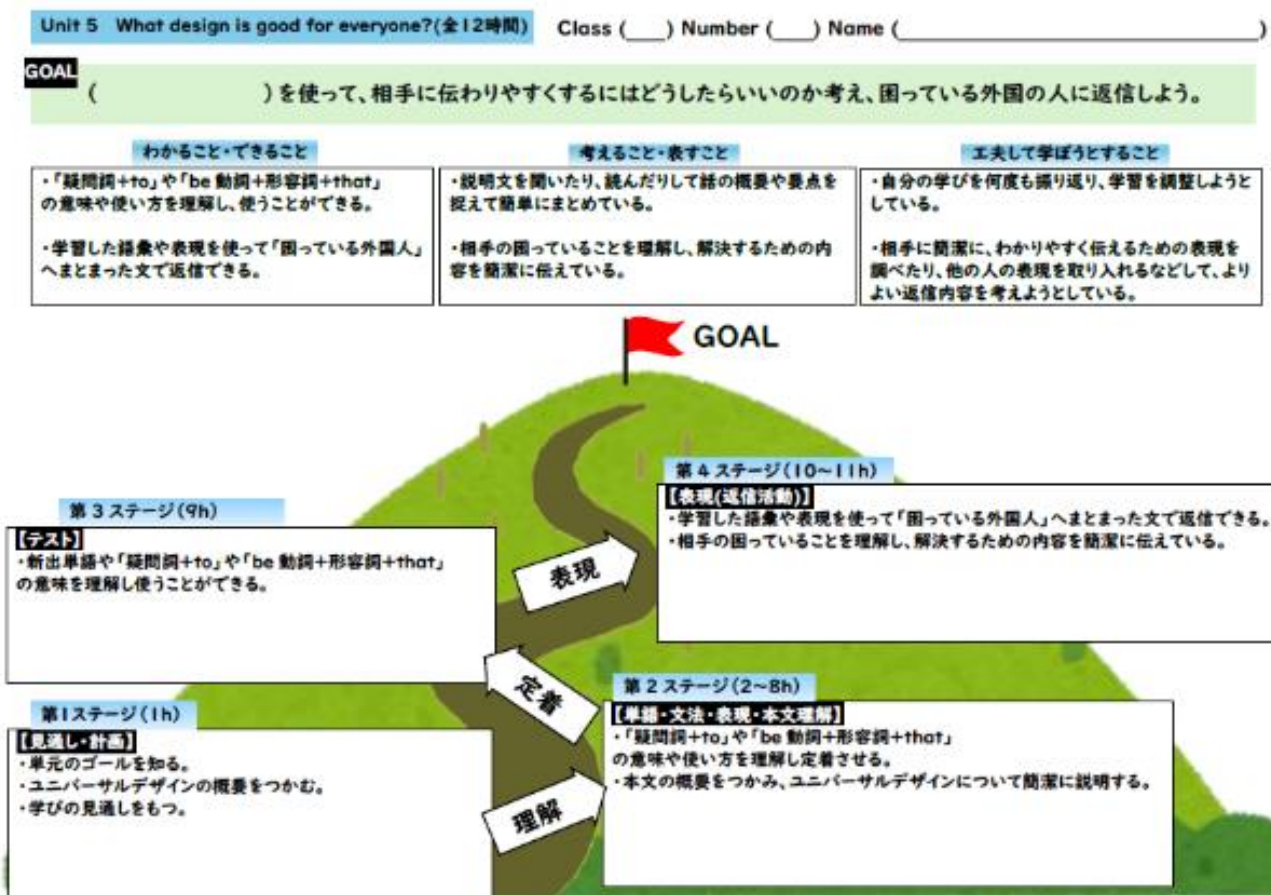 Unit 5 What design is good for everyone?(全12時間) Class (___) Number (___) Name (______________________________)
GOAL
( )を使って、相手に伝わりやすくするにはどうしたらいいのか考え、困っている外国の人に返信しよう。
わかること・できること
・「疑問詞+to」や「be 動詞+形容詞+that」
の意味や使い方を理解し、使うことができる。
・学習した語彙や表現を使って「困っている外国人」
へまとまった文で返信できる。
考えること・表すこと
・説明文を聞いたり、読んだりして話の概要や要点を
捉えて簡単にまとめている。
・相手の困っていることを理解し、解決するための内
容を簡潔に伝えている。
工夫して学ぼうとすること
・自分の学びを何度も振り返り、学習を調整しようと
している。
・相手に簡潔に、わかりやすく伝えるための表現を
調べたり、他の人の表現を取り入れるなどして、より
よい返信内容を考えようとしている。
GOAL
第4ステージ(10~11h)
【表現(返信活動)】
・学習した語彙や表現を使って「困っている外国人」へまとまった文で返信できる。
・相手の困っていることを理解し、解決するための内容を簡潔に伝えている。
第3ステージ(9h)
【テスト】
・新出単語や「疑問詞+to」や「be 動詞+形容詞+that」
の意味を理解し使うことができる。
表現
定着
第2ステージ(2~8h)
【単語・文法・表現・本文理解】
・「疑問詞+to」や「be 動詞+形容詞+that」
の意味や使い方を理解し定着させる。
・本文の概要をつかみ、ユニバーサルデザインについて簡潔に説明する。
第1ステージ(1h)
【見通し・計画】
・単元のゴールを知る。
・ユニバーサルデザインの概要をつかむ。
・学びの見通しをもつ。
理解